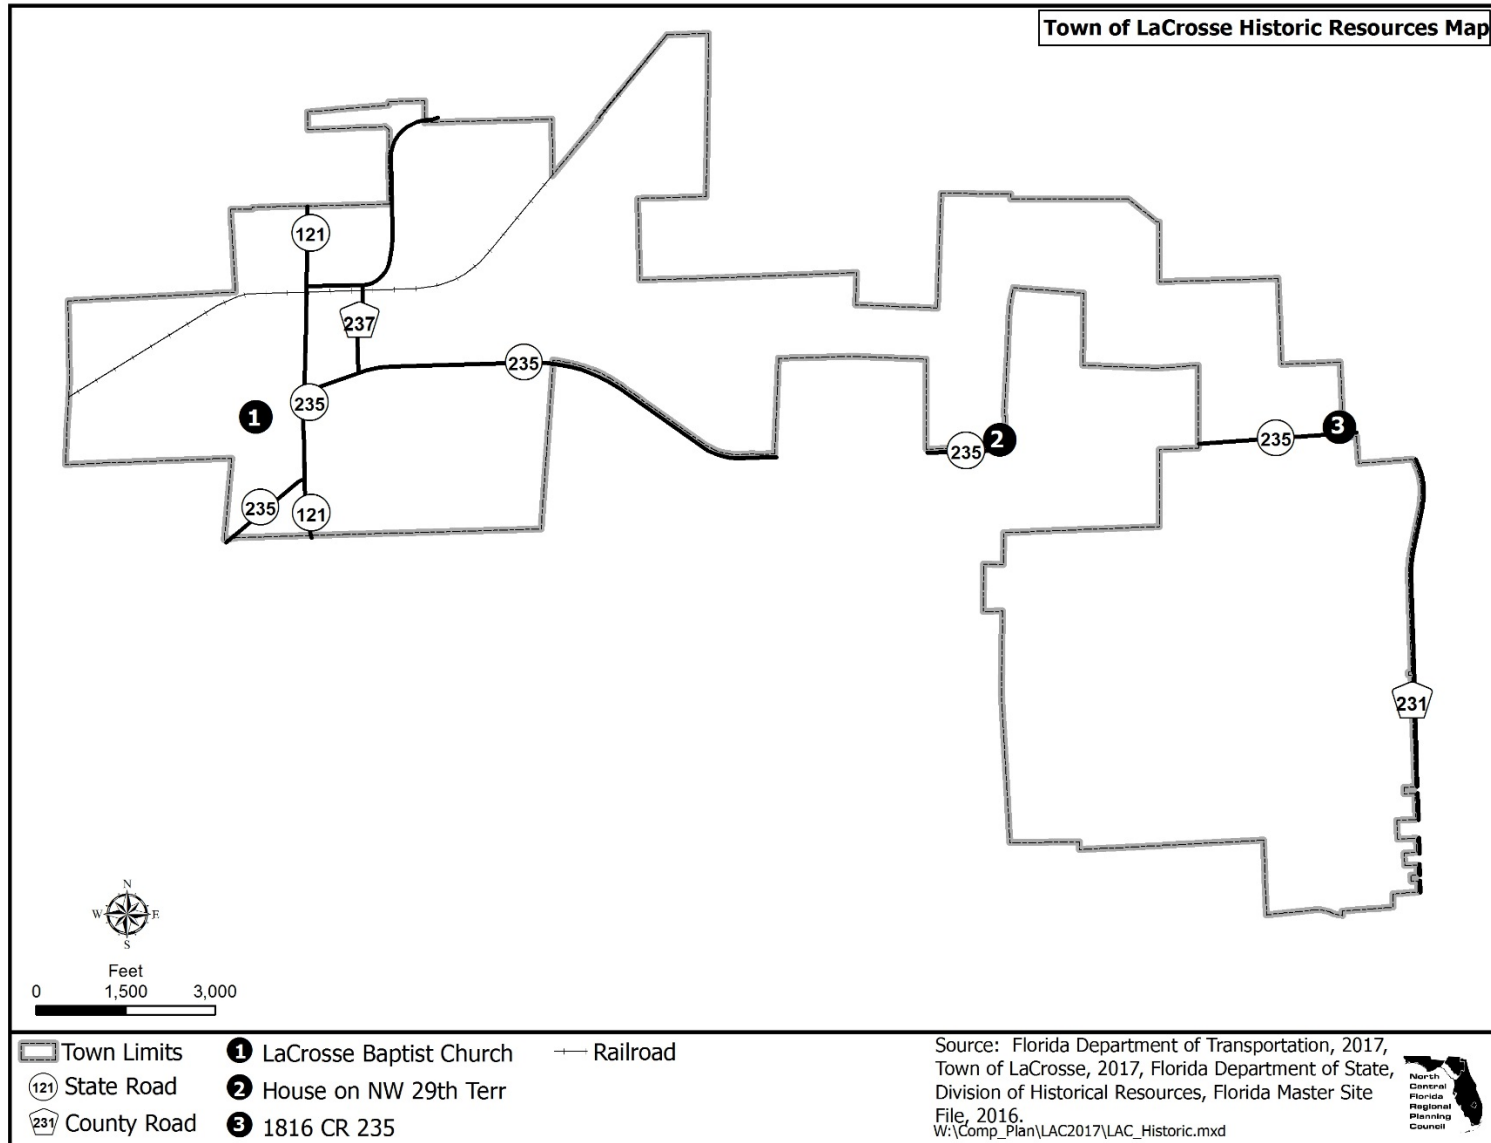 Town of LaCrosse Historic Resources Map
121
237
235
235
1
2
235
235
3
235
121
231
N
W E
S
Feet
0 1,500 3,000
Town Limits
121 State Road
231 County Road
1 LaCrosse Baptist Church
2 House on NW 29th Terr
3 1816 CR 235
Railroad
Source: Florida Department of Transportation, 2017,
Town of LaCrosse, 2017, Florida Department of State,
Division of Historical Resources, Florida Master Site
File, 2016.
W:\Comp_Plan\LAC2017\LAC_Historic.mxd
North
Central
Florida
Regional
Planning
Council